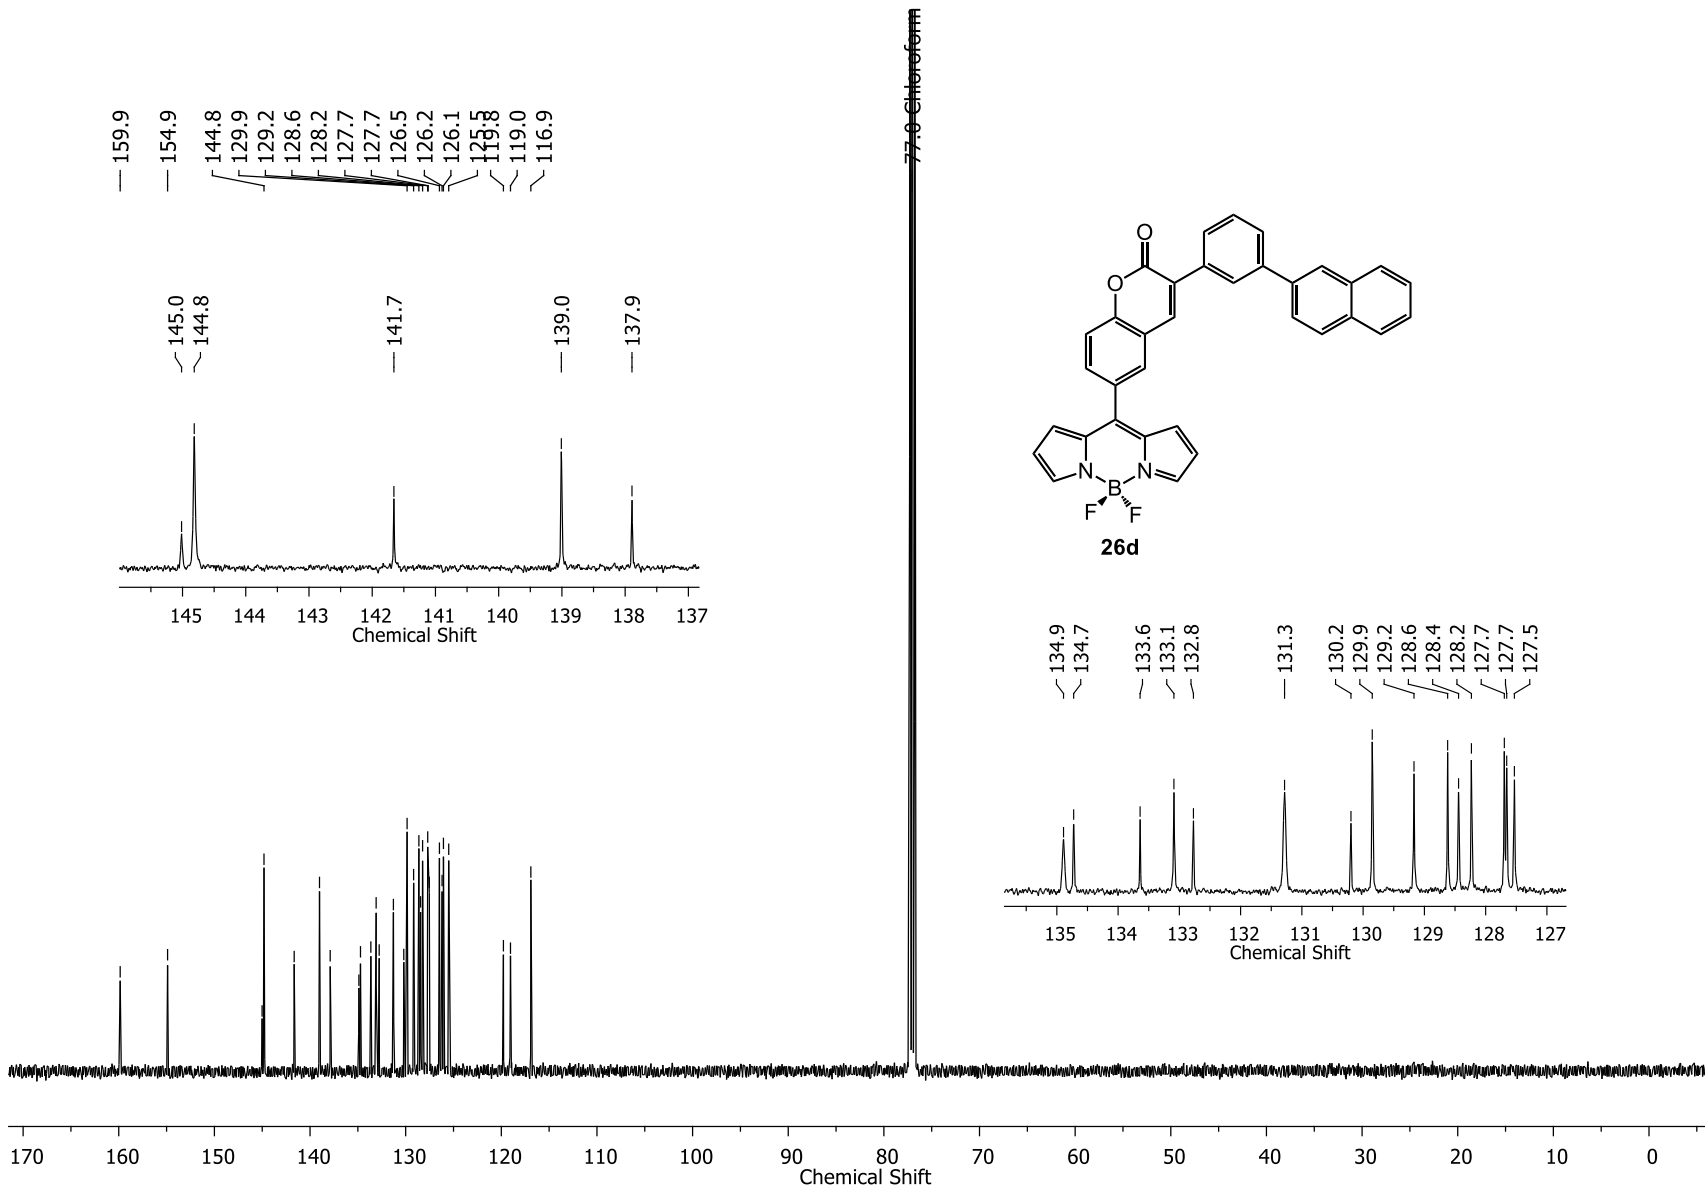 77.0 Chloroform
159.9
154.9
144.8
129.9
129.2
128.6
128.2
127.7
127.7
126.5
126.2
126.1
125.5
119.8
119.0
116.9
145.0
144.8
141.7
139.0
137.9
145 144 143 142 141 140 139 138 137
Chemical Shift
O
O
N N
B
F F
26d
134.9
134.7
133.6
133.1
132.8
131.3
130.2
129.9
129.2
128.6
128.4
128.2
127.7
127.7
127.5
135 134 133 132 131 130 129 128 127
Chemical Shift
170 160 150 140 130 120 110 100 90 80 70 60 50 40 30 20 10 0
Chemical Shift